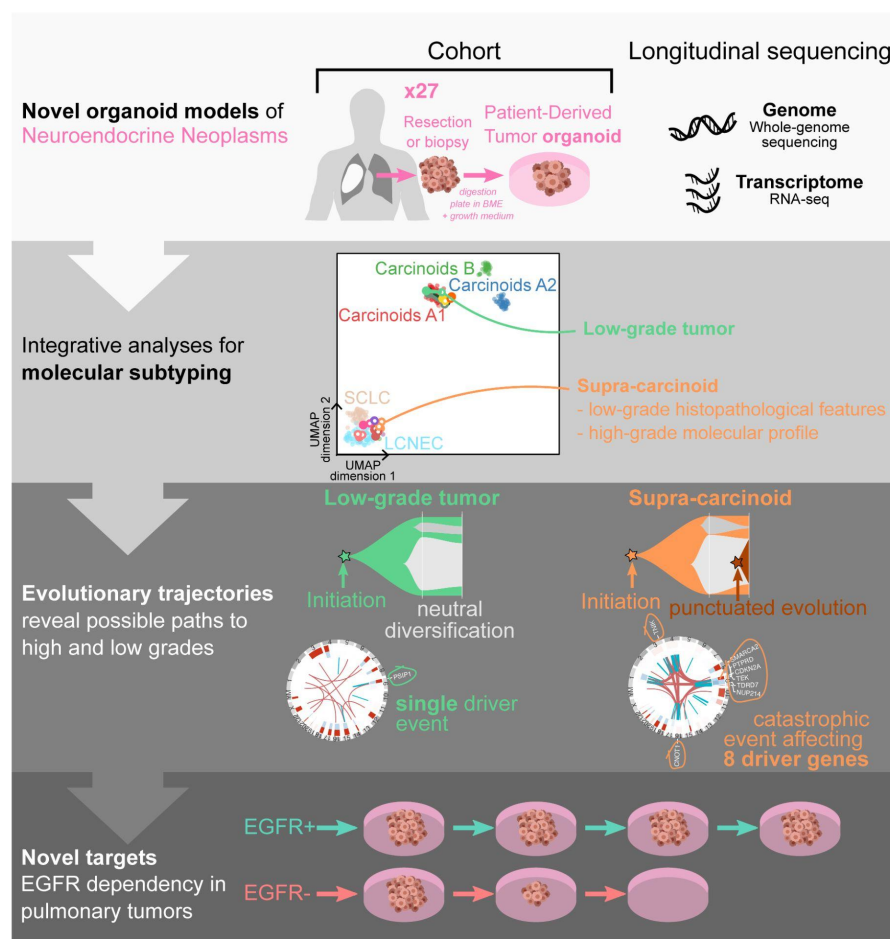 Cohort
Longitudinal sequencing
Novel organoid models of
Neuroendocrine Neoplasms
x27
Resection
or biopsy
Patient-Derived
Tumor organoid
digestion
plate in BME
+ growth medium
Genome
Whole-genome
sequencing
Transcriptome
RNA-seq
Integrative analyses for
molecular subtyping
Carcinoids B
Carcinoids A2
Carcinoids A1
SCLC
LCNEC
UMAP
dimension 2
UMAP
dimension 1
Low-grade tumor
Supra-carcinoid
- low-grade histopathological features
- high-grade molecular profile
Evolutionary trajectories
reveal possible paths to
high and low grades
Low-grade tumor
Initiation
neutral
diversification
PSIP1
single driver
event
Supra-carcinoid
Initiation
punctuated evolution
TNIK
SMARCA2
PTPRD
CDKN2A
TEK
TDRD7
NUP214
CNOT1
catastrophic
event affecting
8 driver genes
Novel targets
EGFR dependency in
pulmonary tumors
EGFR+
EGFR-